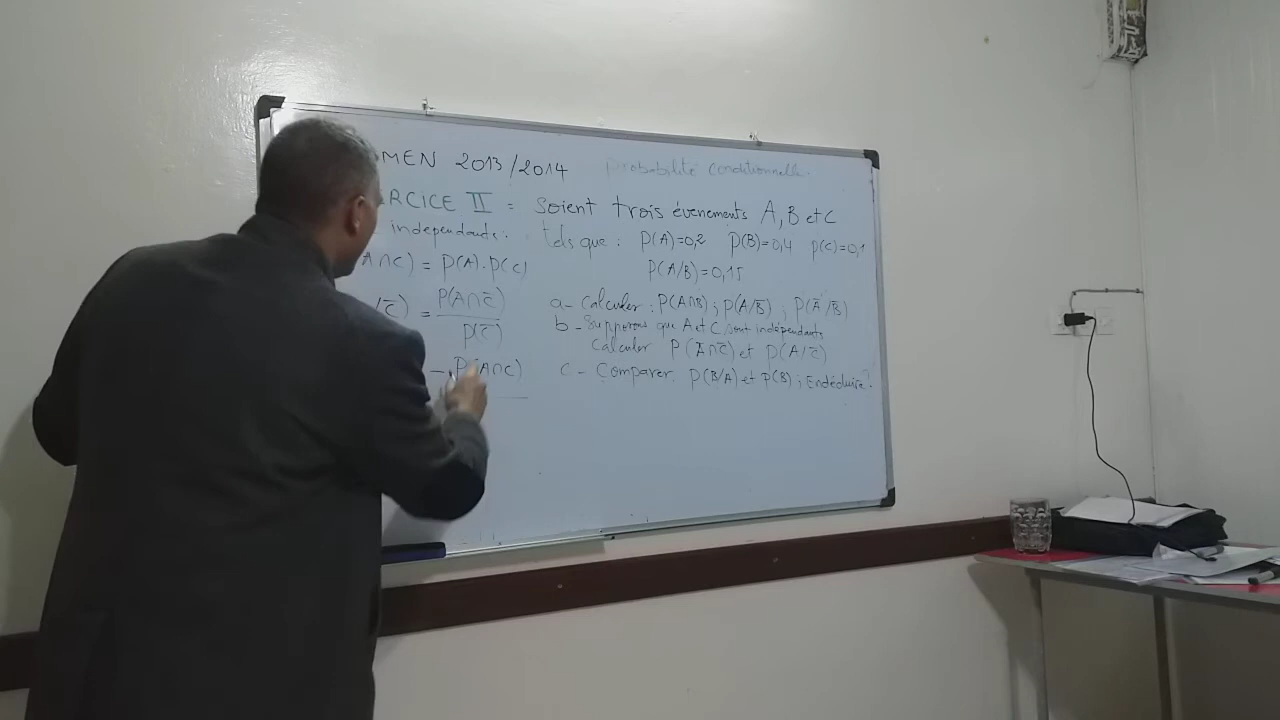 MEN 2013/2014 probabilité conditionnelle.
RCICE II = soient trois évenements A, B et C
indépendants. tels que : P(A)=0,2 P(B)=0,4 P(C)=0,1
A∩C) = P(A).P(C) P(A/B)=0,15
/C̅) = P(A∩C̅)
P(C̅)
a- Calculer : P(A∩B) ; P(A/B̅) ; P(A̅/B̅)
b - Supposons que A et C sont indépendants
Calculer P(A̅∩C̅) et P(A/C̅)
- P(A∩C)
c - Comparer P(B/A) et P(B) ; En déduire.